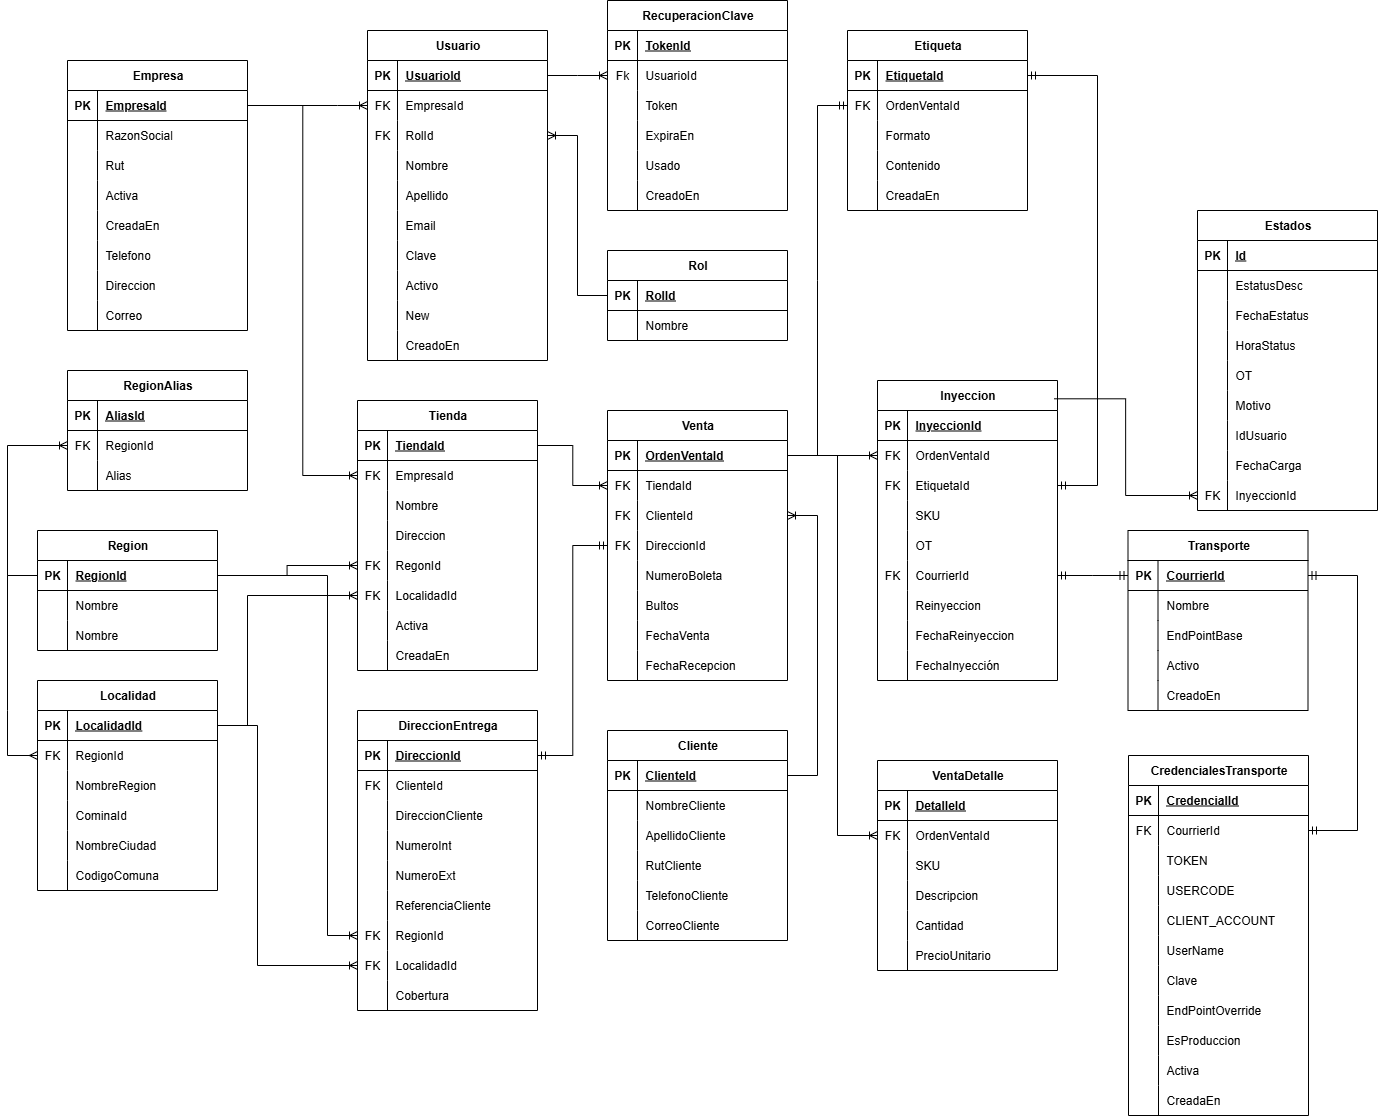 Empresa
PK EmpresaId
RazonSocial
Rut
Activa
CreadaEn
Telefono
Direccion
Correo
Usuario
PK UsuarioId
FK EmpresaId
FK RolId
Nombre
Apellido
Email
Clave
Activo
New
CreadoEn
RecuperacionClave
PK TokenId
Fk UsuarioId
Token
ExpiraEn
Usado
CreadoEn
Etiqueta
PK EtiquetaId
FK OrdenVentaId
Formato
Contenido
CreadaEn
Rol
PK RolId
Nombre
Estados
PK Id
EstatusDesc
FechaEstatus
HoraStatus
OT
Motivo
IdUsuario
FechaCarga
FK InyeccionId
RegionAlias
PK AliasId
FK RegionId
Alias
Tienda
PK TiendaId
FK EmpresaId
Nombre
Direccion
FK RegonId
FK LocalidadId
Activa
CreadaEn
Venta
PK OrdenVentaId
FK TiendaId
FK ClienteId
FK DireccionId
NumeroBoleta
Bultos
FechaVenta
FechaRecepcion
Inyeccion
PK InyeccionId
FK OrdenVentaId
FK EtiquetaId
SKU
OT
FK CourrierId
Reinyeccion
FechaReinyeccion
FechaInyección
Region
PK RegionId
Nombre
Nombre
Transporte
PK CourrierId
Nombre
EndPointBase
Activo
CreadoEn
Localidad
PK LocalidadId
FK RegionId
NombreRegion
CominaId
NombreCiudad
CodigoComuna
DireccionEntrega
PK DireccionId
FK ClienteId
DireccionCliente
NumeroInt
NumeroExt
ReferenciaCliente
FK RegionId
FK LocalidadId
Cobertura
Cliente
PK ClienteId
NombreCliente
ApellidoCliente
RutCliente
TelefonoCliente
CorreoCliente
VentaDetalle
PK DetalleId
FK OrdenVentaId
SKU
Descripcion
Cantidad
PrecioUnitario
CredencialesTransporte
PK CredencialId
FK CourrierId
TOKEN
USERCODE
CLIENT_ACCOUNT
UserName
Clave
EndPointOverride
EsProduccion
Activa
CreadaEn